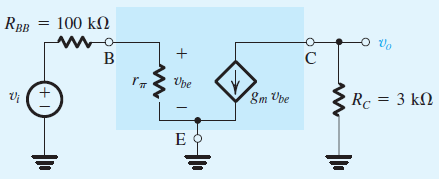 R_BB = 100 kΩ
B
C
v_o
+
r_π
v_be
−
g_m v_be
v_i
+
−
R_C = 3 kΩ
E